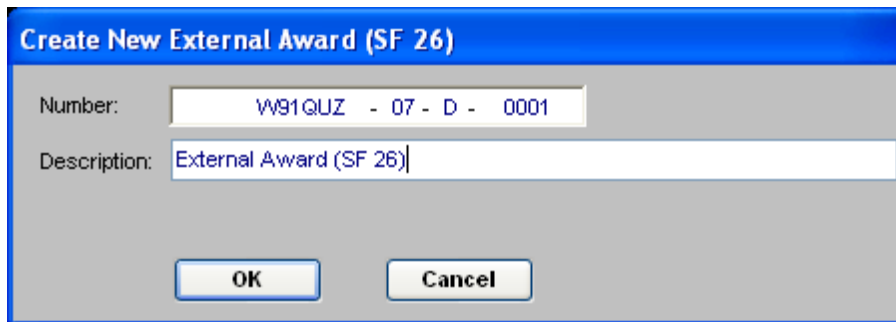 Create New External Award (SF 26)
Number: W91QUZ - 07 - D - 0001
Description: External Award (SF 26)
OK Cancel